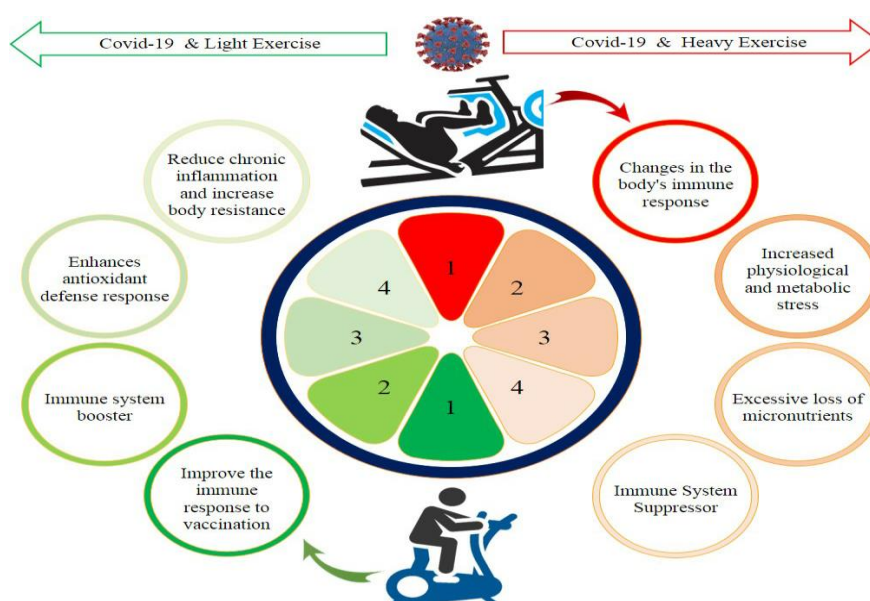 Covid-19 & Light Exercise
Covid-19 & Heavy Exercise
Reduce chronic
inflammation
and increase
body resistance
Enhances
antioxidant
defense response
Immune system
booster
Improve the
immune
response to
vaccination
1
2
3
4
1
2
3
4
Changes in the
body's immune
response
Increased
physiological
and metabolic
stress
Excessive loss of
micronutrients
Immune System
Suppressor